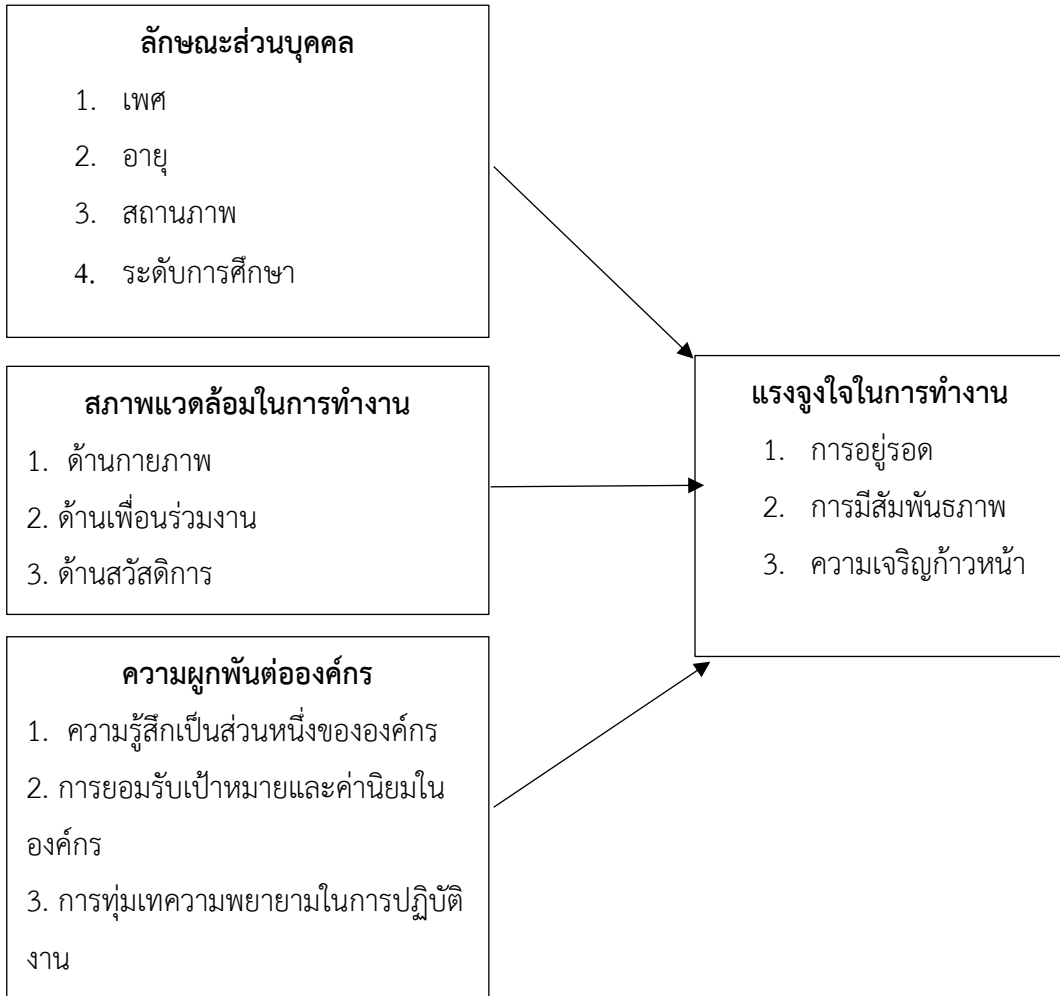 ลักษณะส่วนบุคคล
1. เพศ
2. อายุ
3. สถานภาพ
4. ระดับการศึกษา
สภาพแวดล้อมในการทำงาน
1. ด้านกายภาพ
2. ด้านเพื่อนร่วมงาน
3. ด้านสวัสดิการ
ความผูกพันต่อองค์กร
1. ความรู้สึกเป็นส่วนหนึ่งขององค์กร
2. การยอมรับเป้าหมายและค่านิยมใน
องค์กร
3. การทุ่มเทความพยายามในการปฏิบัติ
งาน
แรงจูงใจในการทำงาน
1. การอยู่รอด
2. การมีสัมพันธภาพ
3. ความเจริญก้าวหน้า